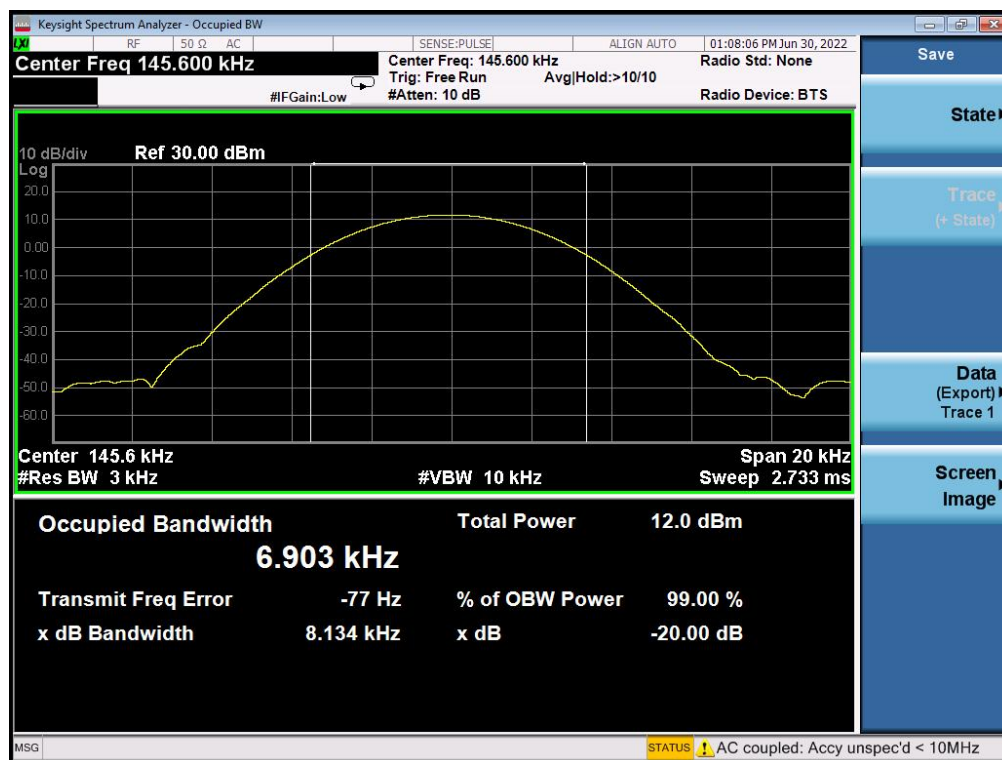 Keysight Spectrum Analyzer - Occupied BW
LXI RF 50 Ω AC SENSE:PULSE ALIGN AUTO 01:08:06 PM Jun 30, 2022
Center Freq 145.600 kHz
Center Freq: 145.600 kHz Radio Std: None
Trig: Free Run Avg|Hold:>10/10
#IFGain:Low #Atten: 10 dB Radio Device: BTS
10 dB/div Ref 30.00 dBm
Log
20.0
10.0
0.00
-10.0
-20.0
-30.0
-40.0
-50.0
-60.0
Center 145.6 kHz Span 20 kHz
#Res BW 3 kHz #VBW 10 kHz Sweep 2.733 ms
Occupied Bandwidth Total Power 12.0 dBm
6.903 kHz
Transmit Freq Error -77 Hz % of OBW Power 99.00 %
x dB Bandwidth 8.134 kHz x dB -20.00 dB
Save
State
Trace
(+ State)
Data
(Export)
Trace 1
Screen
Image
MSG STATUS AC coupled: Accy unspec'd < 10MHz